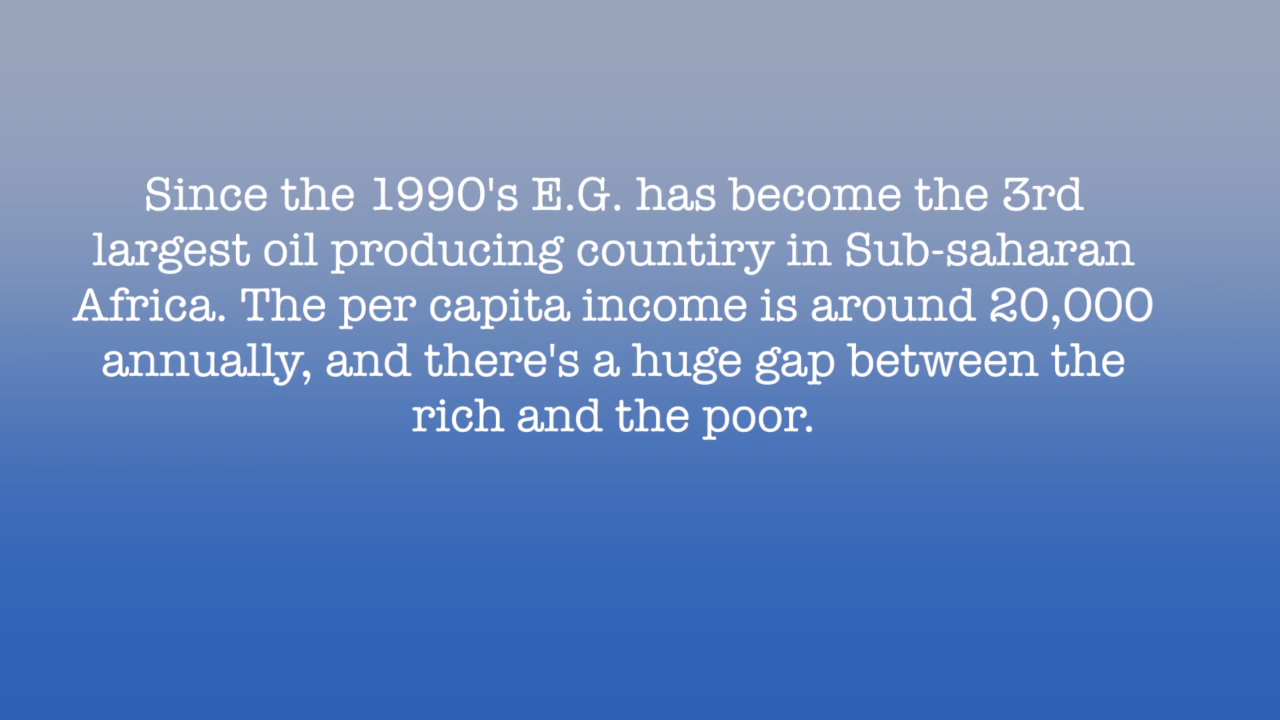 Since the 1990's E.G. has become the 3rd
largest oil producing countiry in Sub-saharan
Africa. The per capita income is around 20,000
annually, and there's a huge gap between the
rich and the poor.